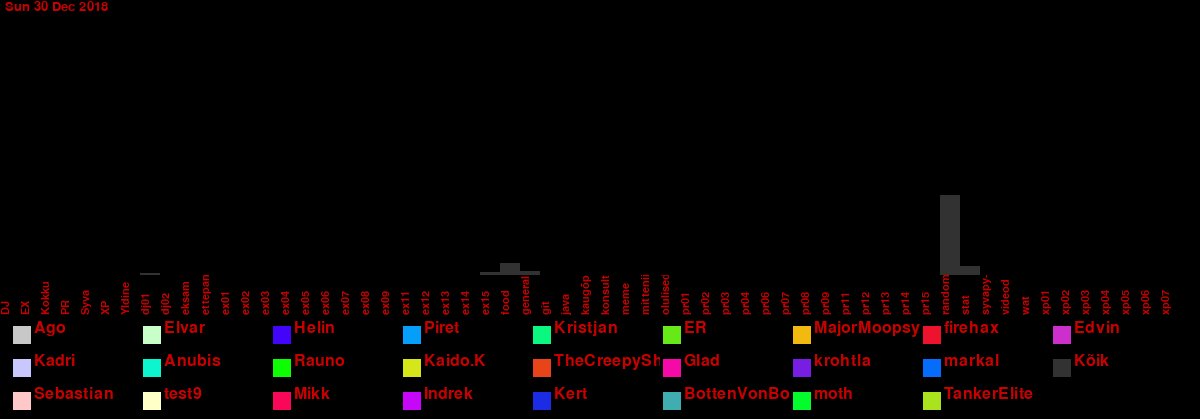 Sun 30 Dec 2018
DJ EX Kokku PR Syva XP Yldine dj01 dj02 eksam ettepan ex01 ex02 ex03 ex04 ex05 ex06 ex07 ex08 ex09 ex11 ex12 ex13 ex14 ex15 food general git java kaugõp konsult meme mittenii olulised pr01 pr02 pr03 pr04 pr06 pr07 pr08 pr09 pr11 pr12 pr13 pr14 pr15 random stat syvapy- videod wat xp01 xp02 xp03 xp04 xp05 xp06 xp07
Ago Elvar Helin Piret Kristjan ER MajorMoopsy firehax Edvin
Kadri Anubis Rauno Kaido.K TheCreepySh Glad krohtla markal Kõik
Sebastian test9 Mikk Indrek Kert BottenVonBo moth TankerElite